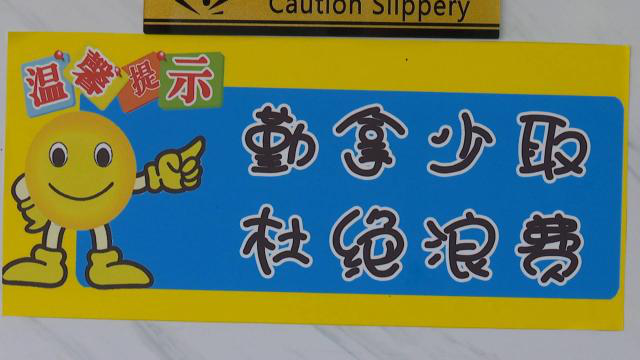 Caution Slippery
温馨提示
勤拿少取
杜绝浪费